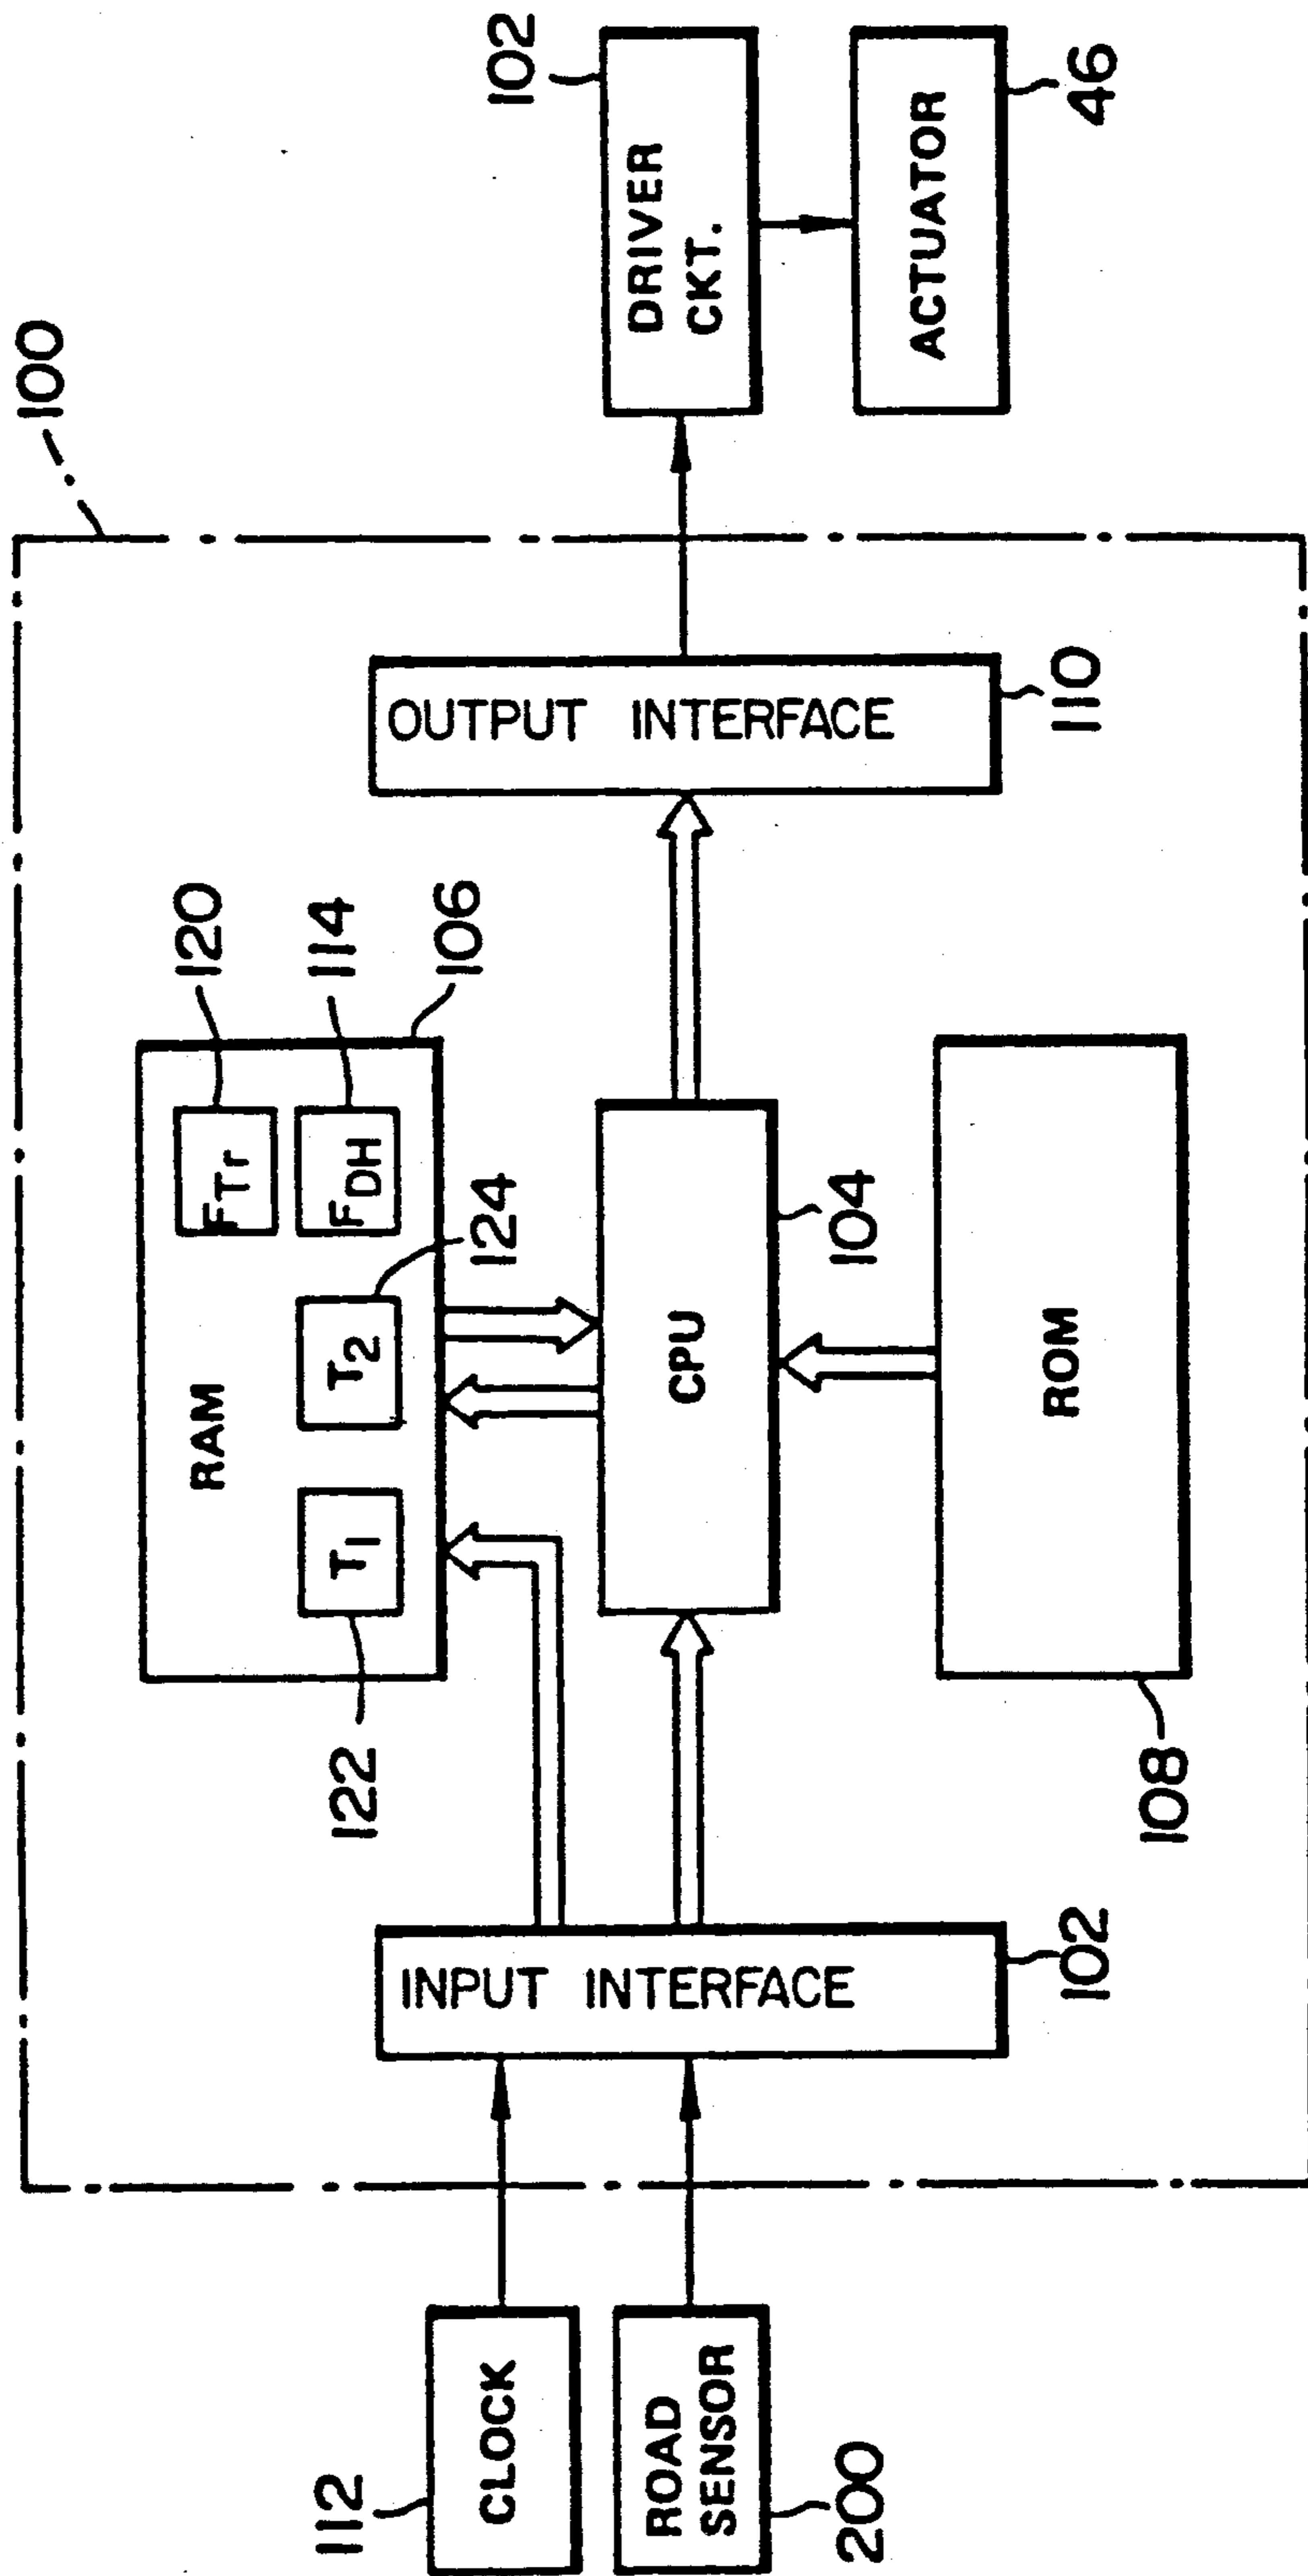 100
RAM
FTr
120
T1
T2
FDH
114
122
124
106
CLOCK
112
INPUT INTERFACE
102
CPU
104
OUTPUT INTERFACE
110
DRIVER
CKT.
102
ROAD
SENSOR
200
ROM
108
ACTUATOR
46